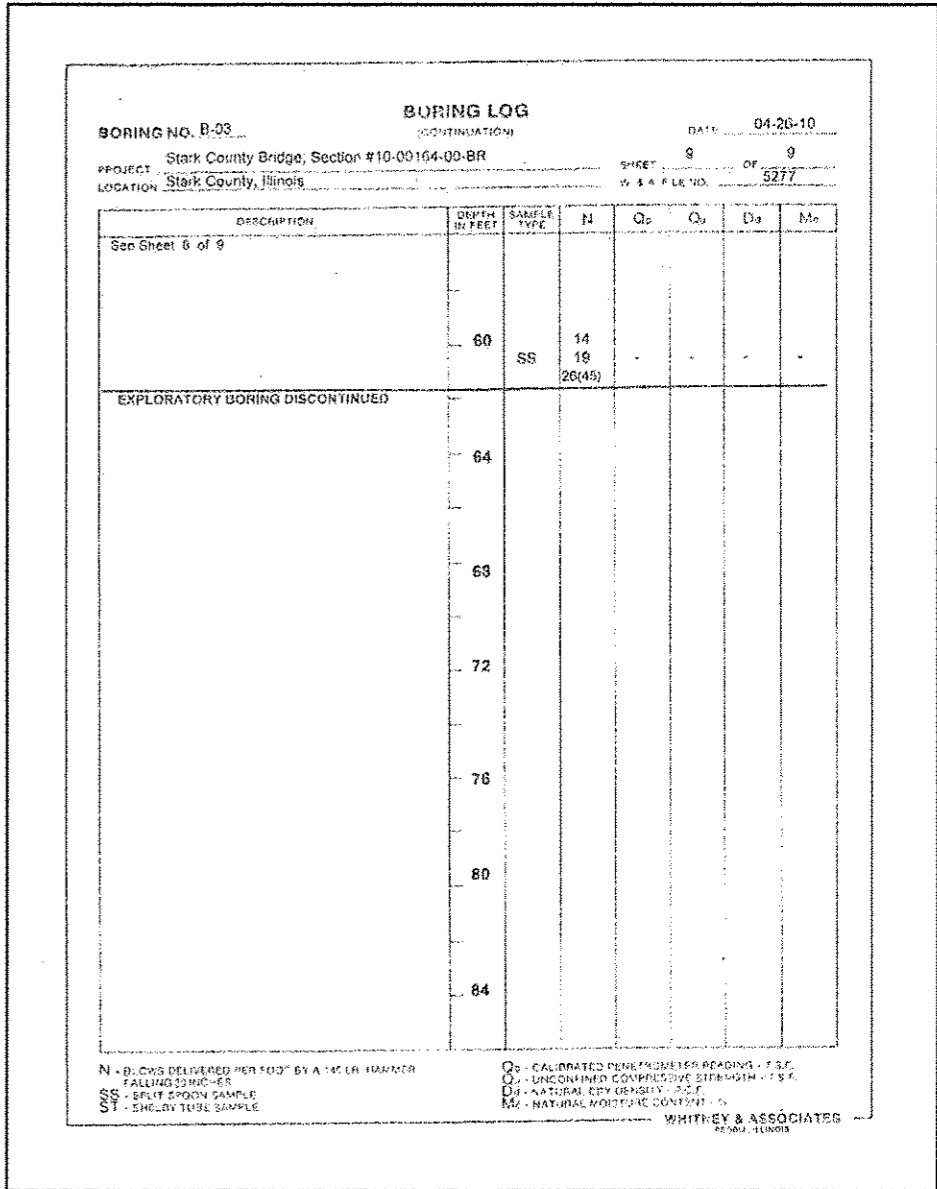 BORING LOG
(CONTINUATION)
BORING NO. B-03
DATE 04-26-10
PROJECT Stark County Bridge; Section #10-00164-00-BR
SHEET 9 OF 9
LOCATION Stark County, Illinois
W & A FILE NO. 5277
DESCRIPTION DEPTH IN FEET SAMPLE TYPE N Qp Qu Dd Mc
See Sheet 8 of 9
60 14
SS 19 - - - -
26(45)
EXPLORATORY BORING DISCONTINUED
64
68
72
76
80
84
N - BLOWS DELIVERED PER FOOT BY A 140 LB. HAMMER
FALLING 30 INCHES
SS - SPLIT SPOON SAMPLE
ST - SHELBY TUBE SAMPLE
Qp - CALIBRATED PENETROMETER READING - T.S.F.
Qu - UNCONFINED COMPRESSIVE STRENGTH - T.S.F.
Dd - NATURAL DRY DENSITY - P.C.F.
Mc - NATURAL MOISTURE CONTENT - %
WHITNEY & ASSOCIATES
PEORIA, ILLINOIS